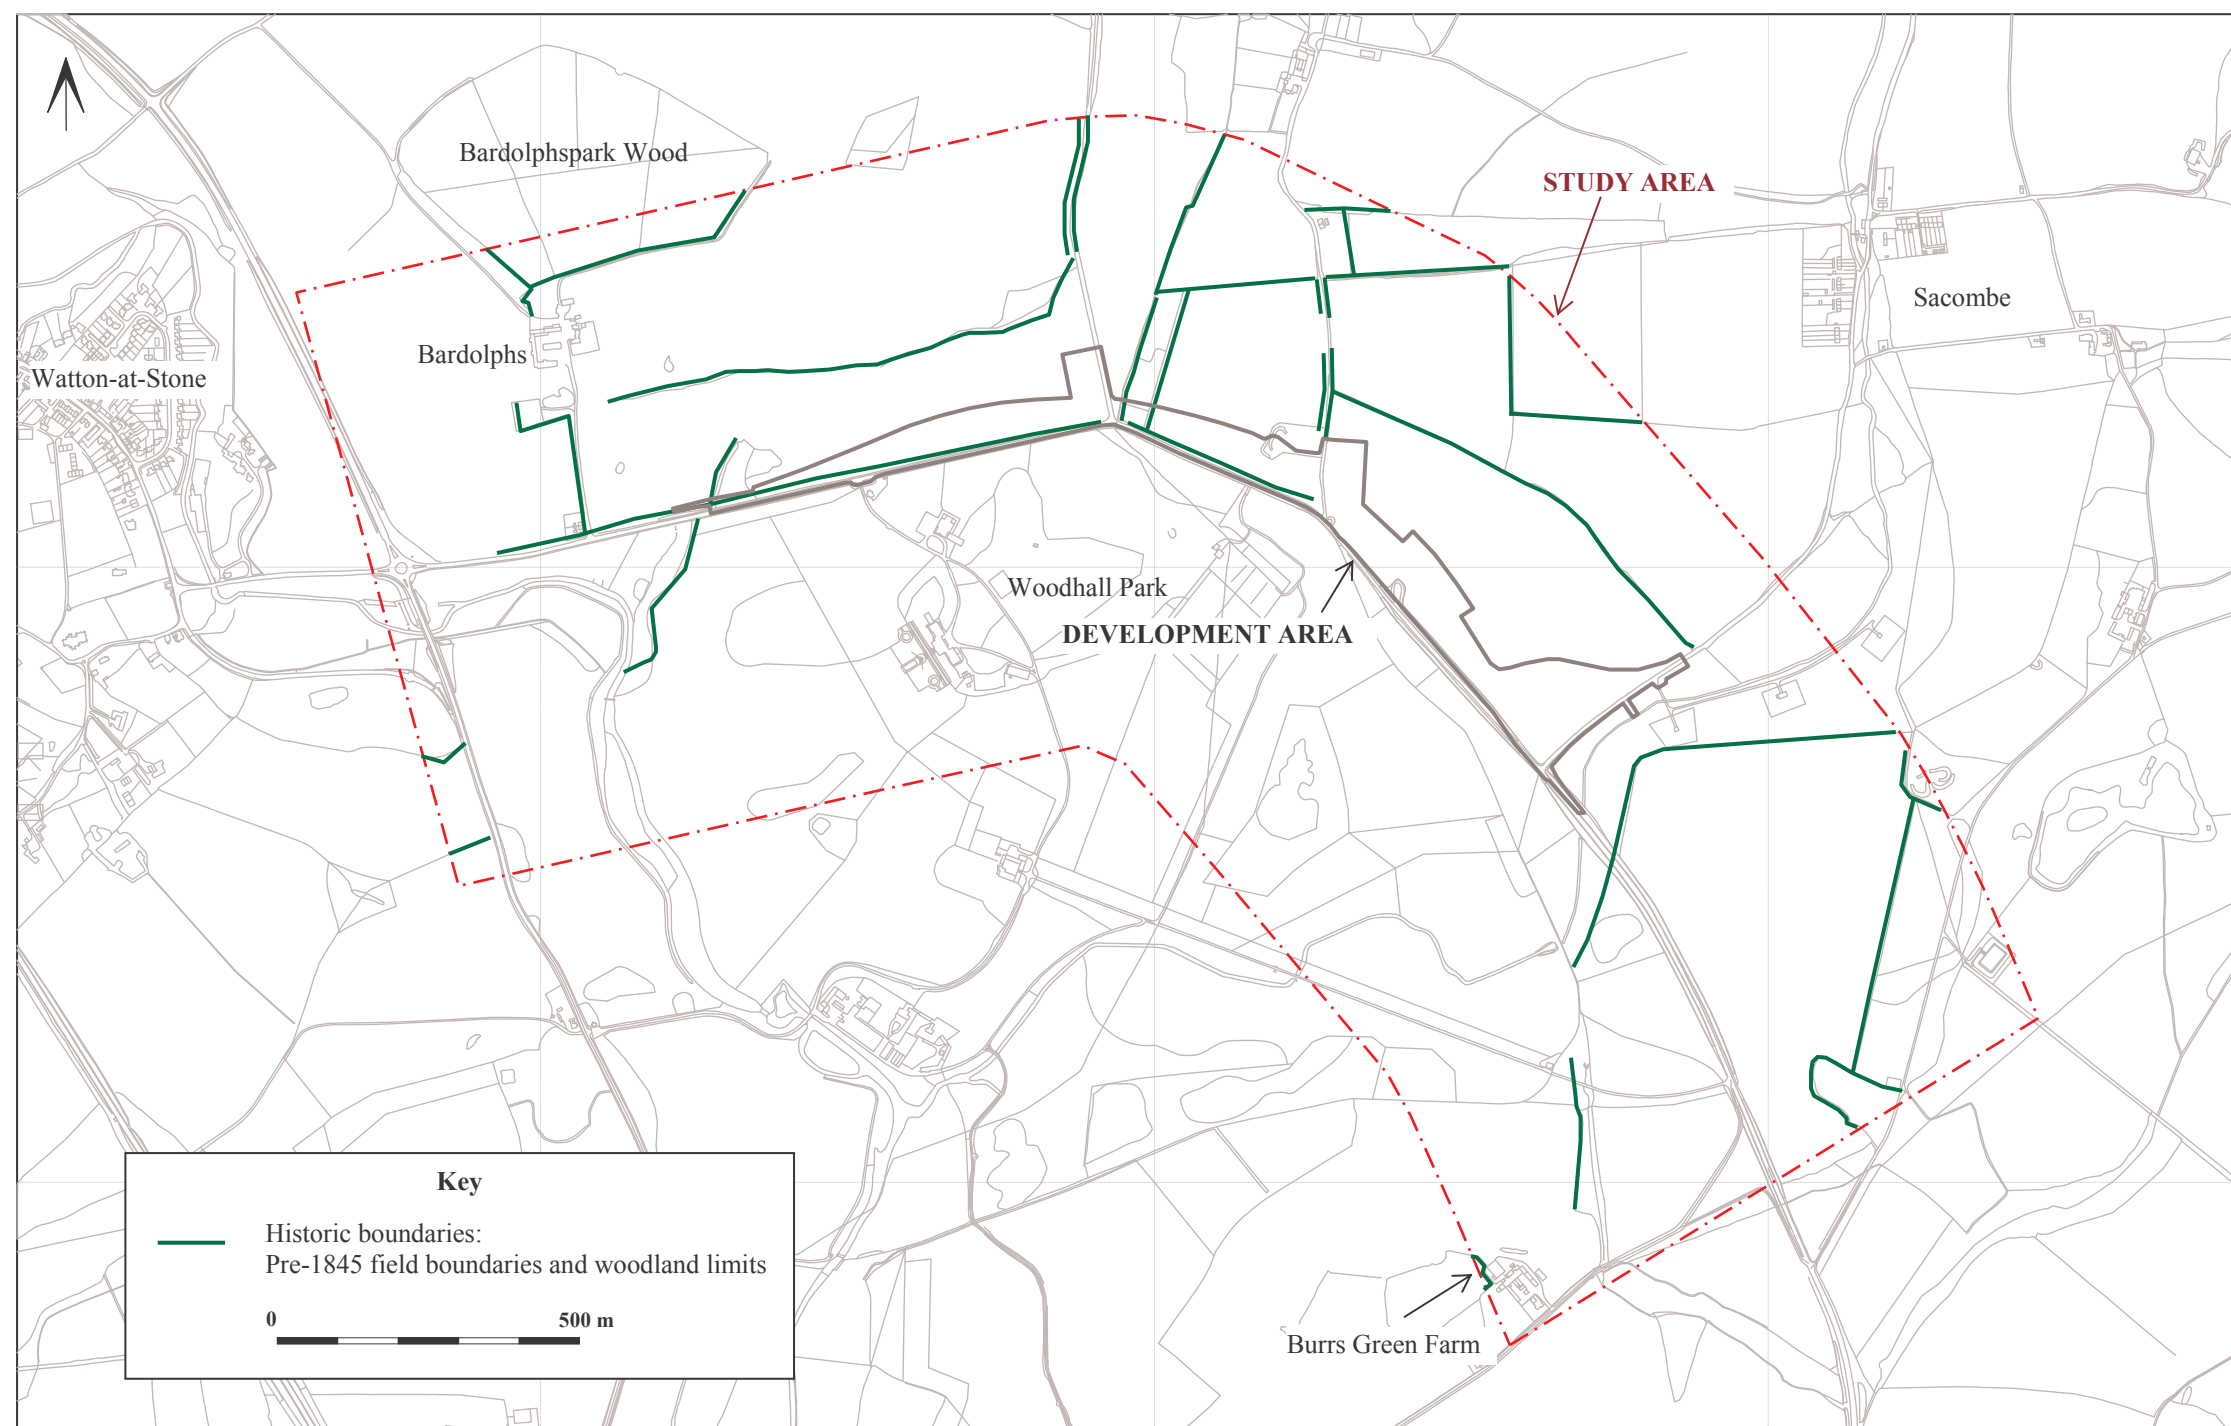 Bardolphspark Wood
STUDY AREA
Sacombe
Bardolphs
Watton-at-Stone
Woodhall Park
DEVELOPMENT AREA
Key
Historic boundaries:
Pre-1845 field boundaries and woodland limits
0 500 m
Burrs Green Farm